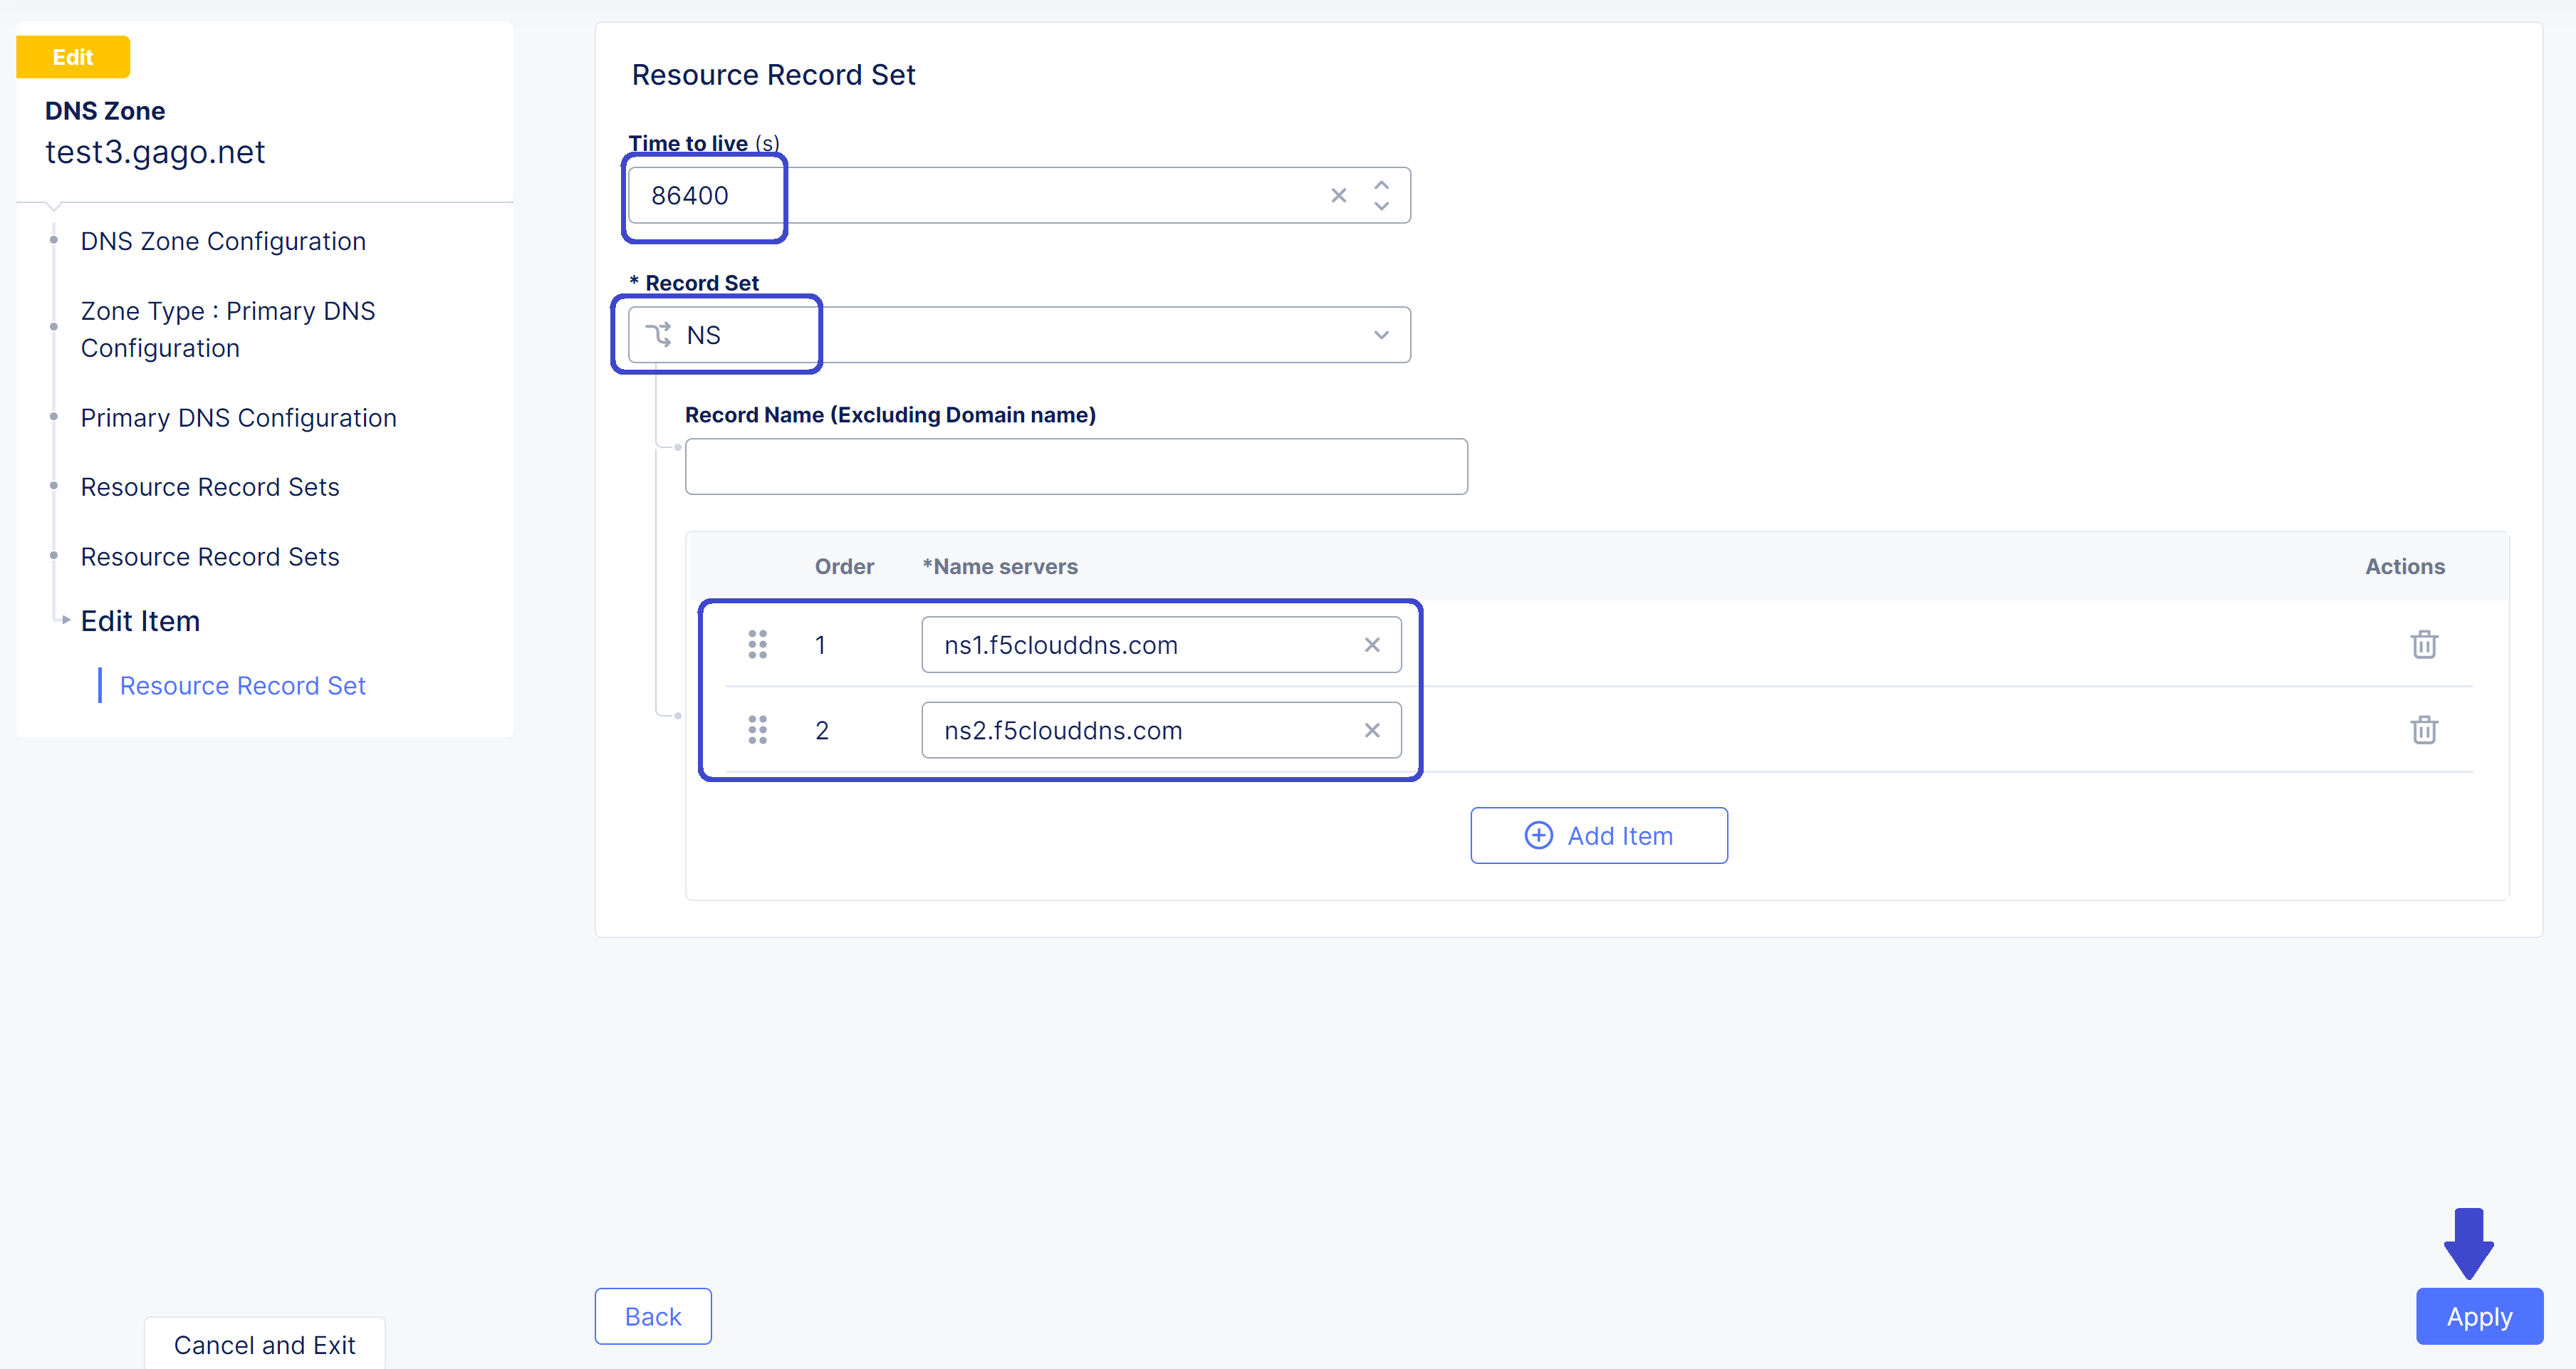 Edit
DNS Zone
test3.gago.net
DNS Zone Configuration
Zone Type : Primary DNS
Configuration
Primary DNS Configuration
Resource Record Sets
Resource Record Sets
Edit Item
Resource Record Set
Cancel and Exit
Resource Record Set
Time to live (s)
86400
* Record Set
NS
Record Name (Excluding Domain name)
Order *Name servers Actions
1 ns1.f5clouddns.com
2 ns2.f5clouddns.com
Add Item
Back
Apply